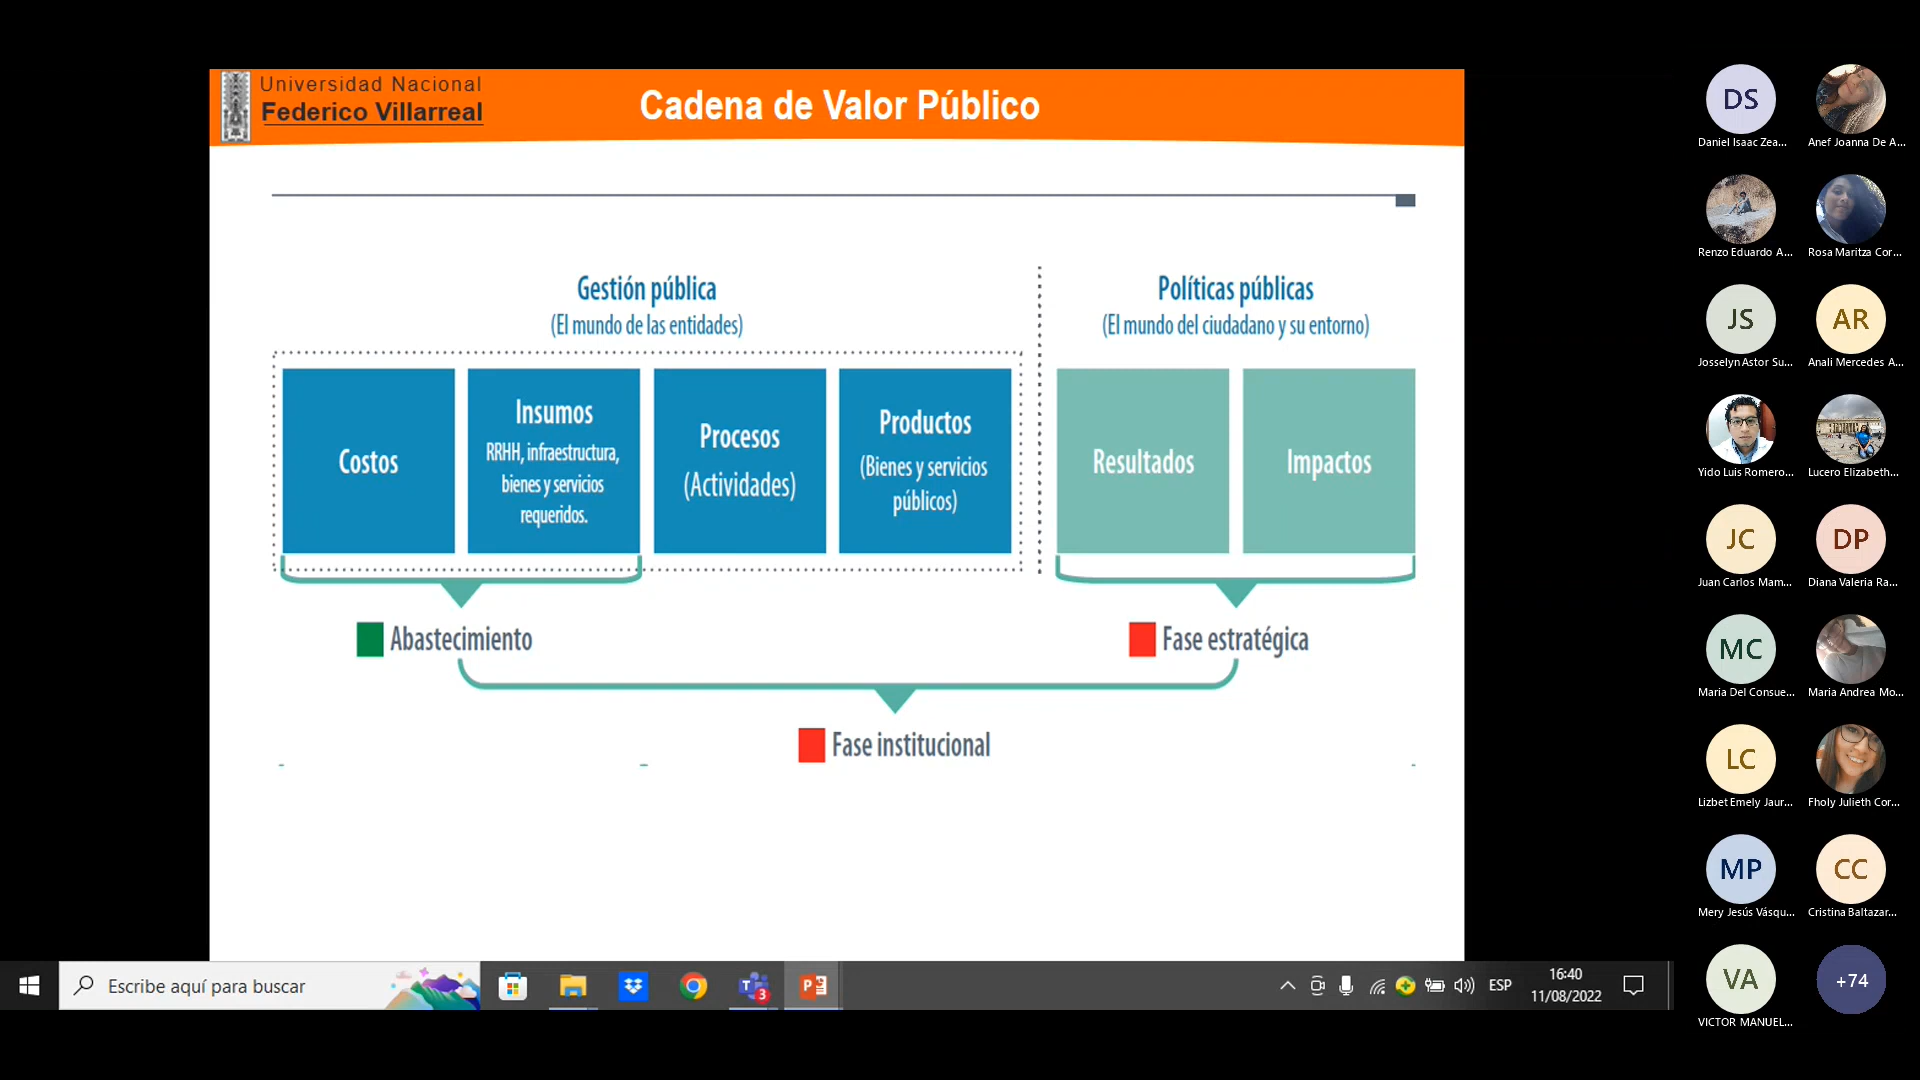 Universidad Nacional
Federico Villarreal
Cadena de Valor Público
Gestión pública
(El mundo de las entidades)
Políticas públicas
(El mundo del ciudadano y su entorno)
Costos
Insumos
RRHH, infraestructura,
bienes y servicios
requeridos.
Procesos
(Actividades)
Productos
(Bienes y servicios
públicos)
Resultados
Impactos
Abastecimiento
Fase estratégica
Fase institucional
DS
Daniel Isaac Zea...
Anef Joanna De A...
Renzo Eduardo A...
Rosa Maritza Cor...
JS
Josselyn Astor Su...
AR
Anali Mercedes A...
Yido Luis Romero...
Lucero Elizabeth...
JC
Juan Carlos Mam...
DP
Diana Valeria Ra...
MC
Maria Del Consue...
Maria Andrea Mo...
LC
Lizbet Emely Jaur...
Fholy Julieth Cor...
MP
Mery Jesús Vásqu...
CC
Cristina Baltazar...
VA
VICTOR MANUEL...
+74
Escribe aquí para buscar
T
3
P
ESP
16:40
11/08/2022